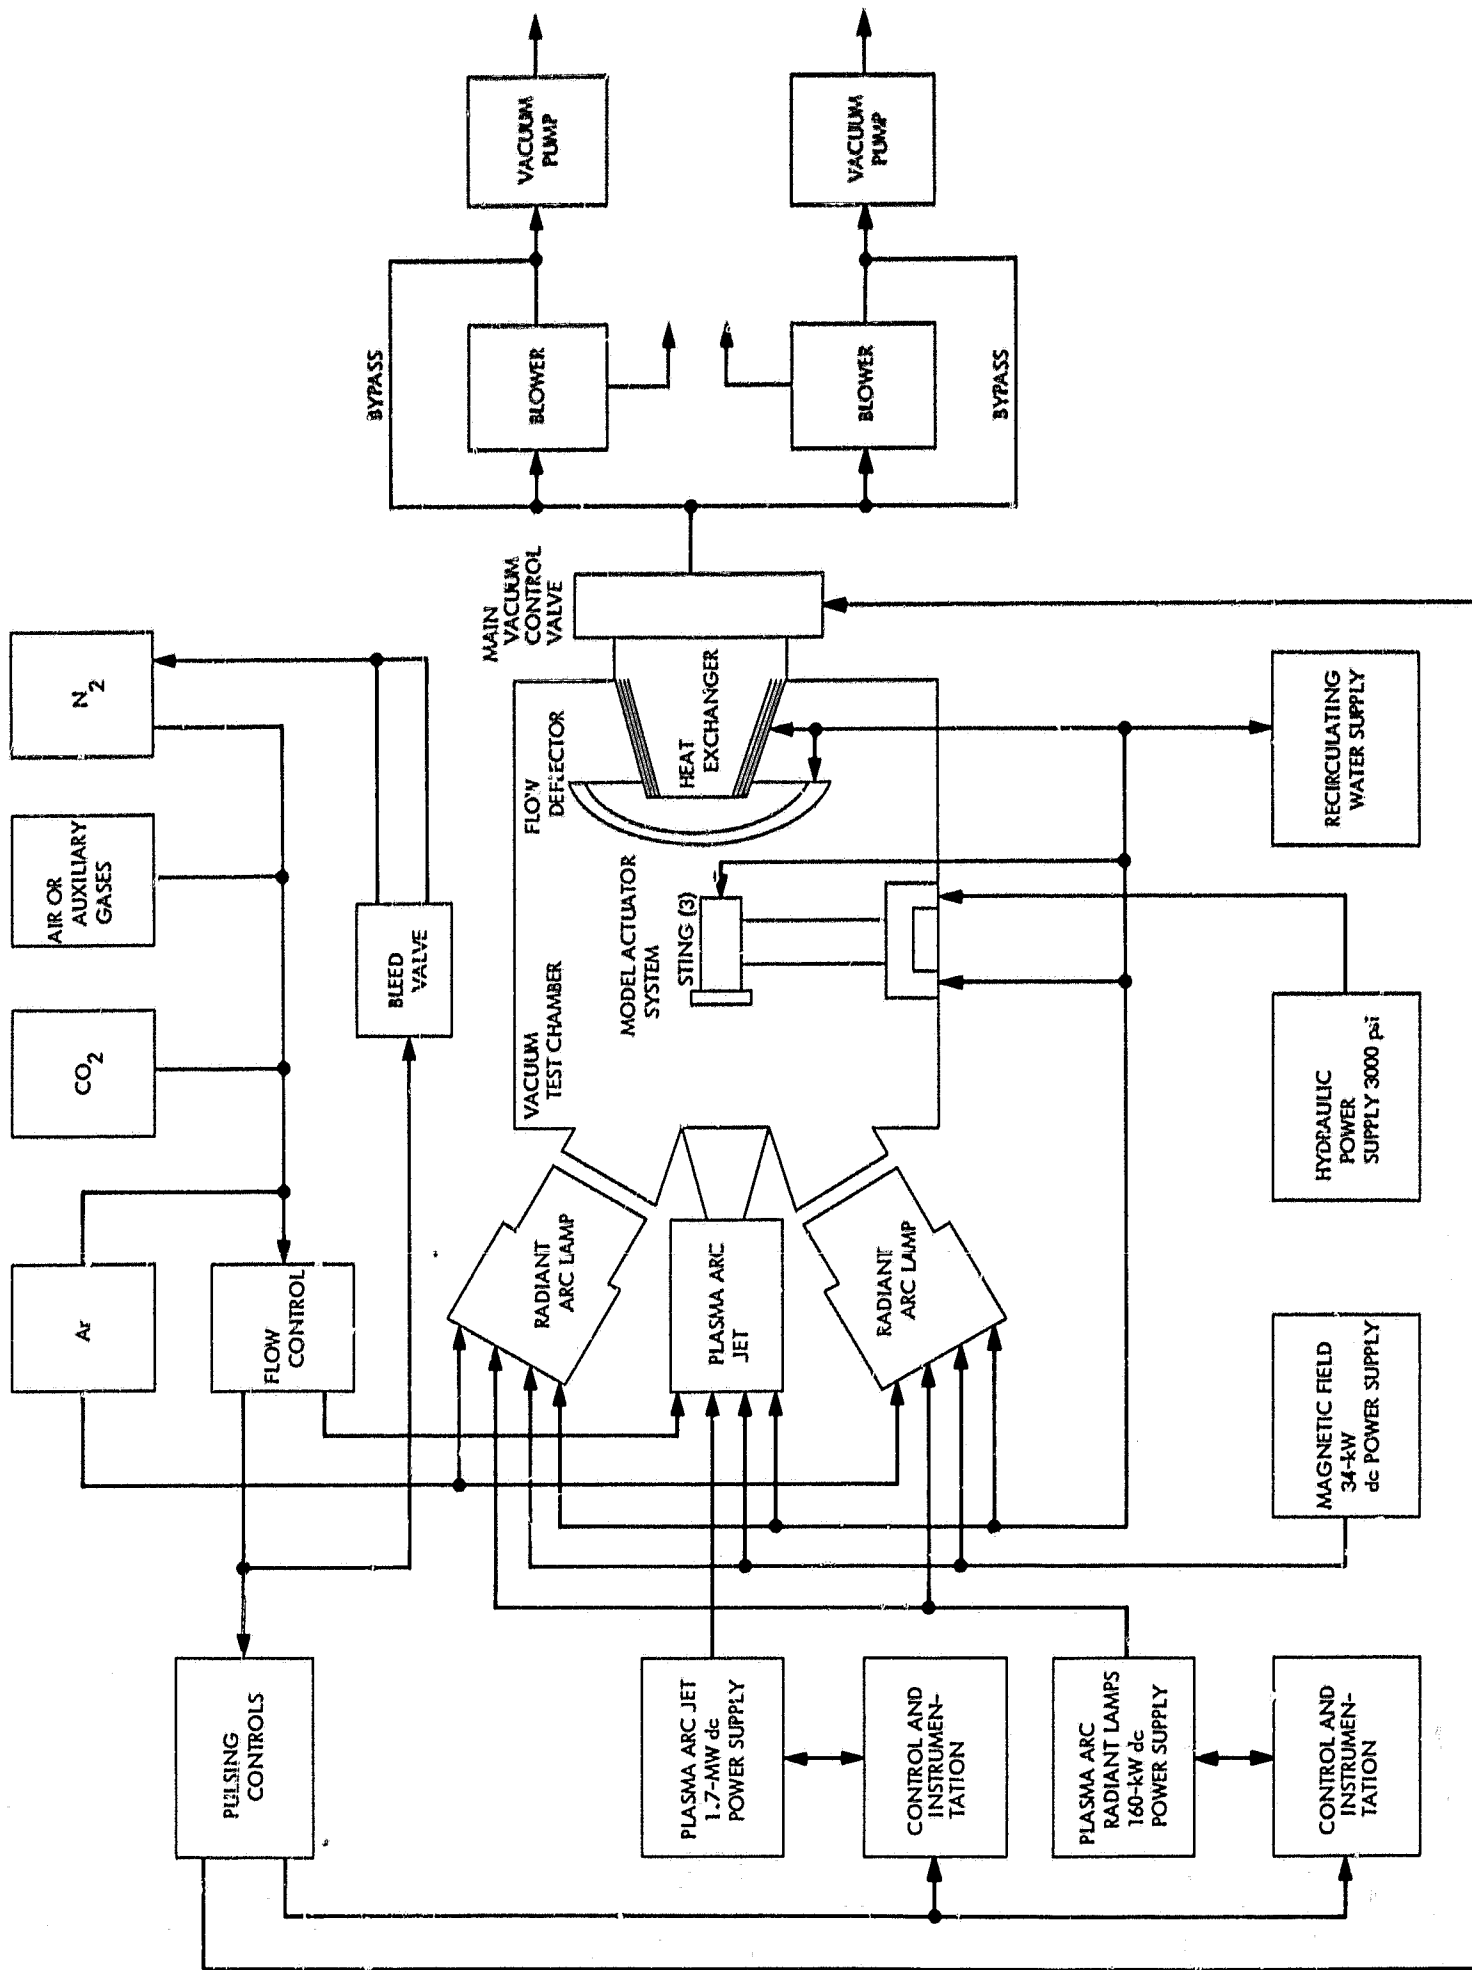 PULSING
CONTROLS
Ar
FLOW
CONTROL
CO2
AIR OR
AUXILIARY
GASES
N2
BLEED
VALVE
PLASMA ARC JET
1.7-MW dc
POWER SUPPLY
CONTROL AND
INSTRUMEN-
TATION
PLASMA ARC
RADIANT LAMPS
160-kW dc
POWER SUPPLY
CONTROL AND
INSTRUMEN-
TATION
RADIANT
ARC LAMP
PLASMA ARC
JET
RADIANT
ARC LAMP
MAGNETIC FIELD
34-kW
dc POWER SUPPLY
VACUUM
TEST CHAMBER
MODEL ACTUATOR
SYSTEM
STING (3)
FLOW
DEFLECTOR
HEAT
EXCHANGER
HYDRAULIC
POWER
SUPPLY 3000 psi
RECIRCULATING
WATER SUPPLY
MAIN
VACUUM
CONTROL
VALVE
BYPASS
BLOWER
BLOWER
BYPASS
VACUUM
PUMP
VACUUM
PUMP